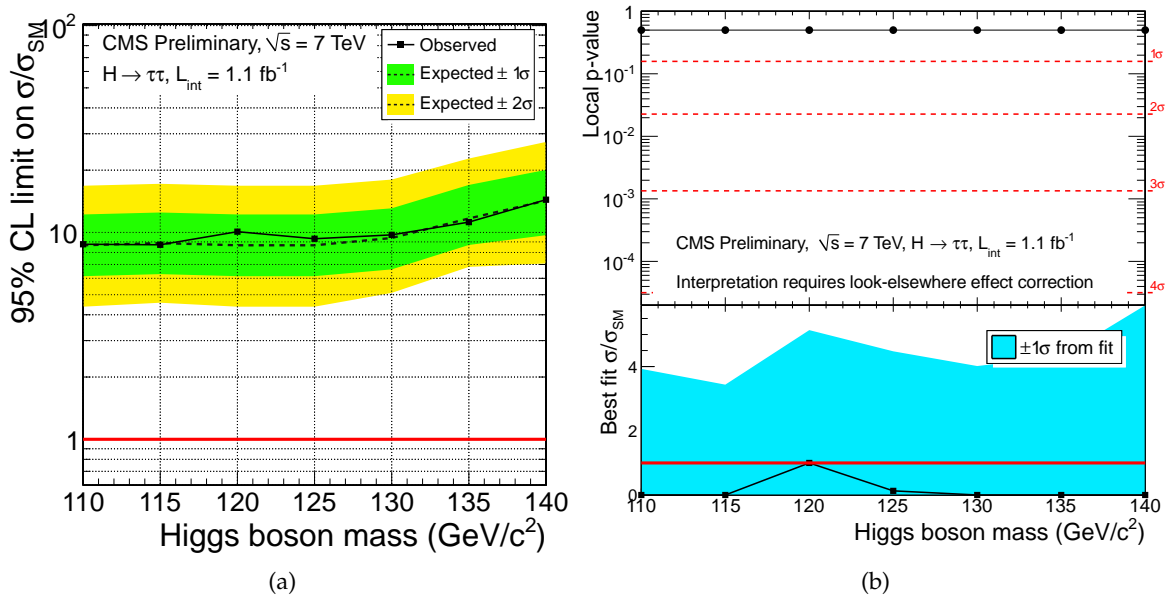 95% CL limit on σ/σSM
10²
10
1
CMS Preliminary, √s = 7 TeV
H → ττ, Lint = 1.1 fb-1
Observed
Expected ± 1σ
Expected ± 2σ
110 115 120 125 130 135 140
Higgs boson mass (GeV/c²)
(a)
Local p-value
1
10-1
10-2
10-3
10-4
1σ
2σ
3σ
4σ
CMS Preliminary, √s = 7 TeV, H → ττ, Lint = 1.1 fb-1
Interpretation requires look-elsewhere effect correction
Best fit σ/σSM
4
2
0
±1σ from fit
110 115 120 125 130 135 140
Higgs boson mass (GeV/c²)
(b)